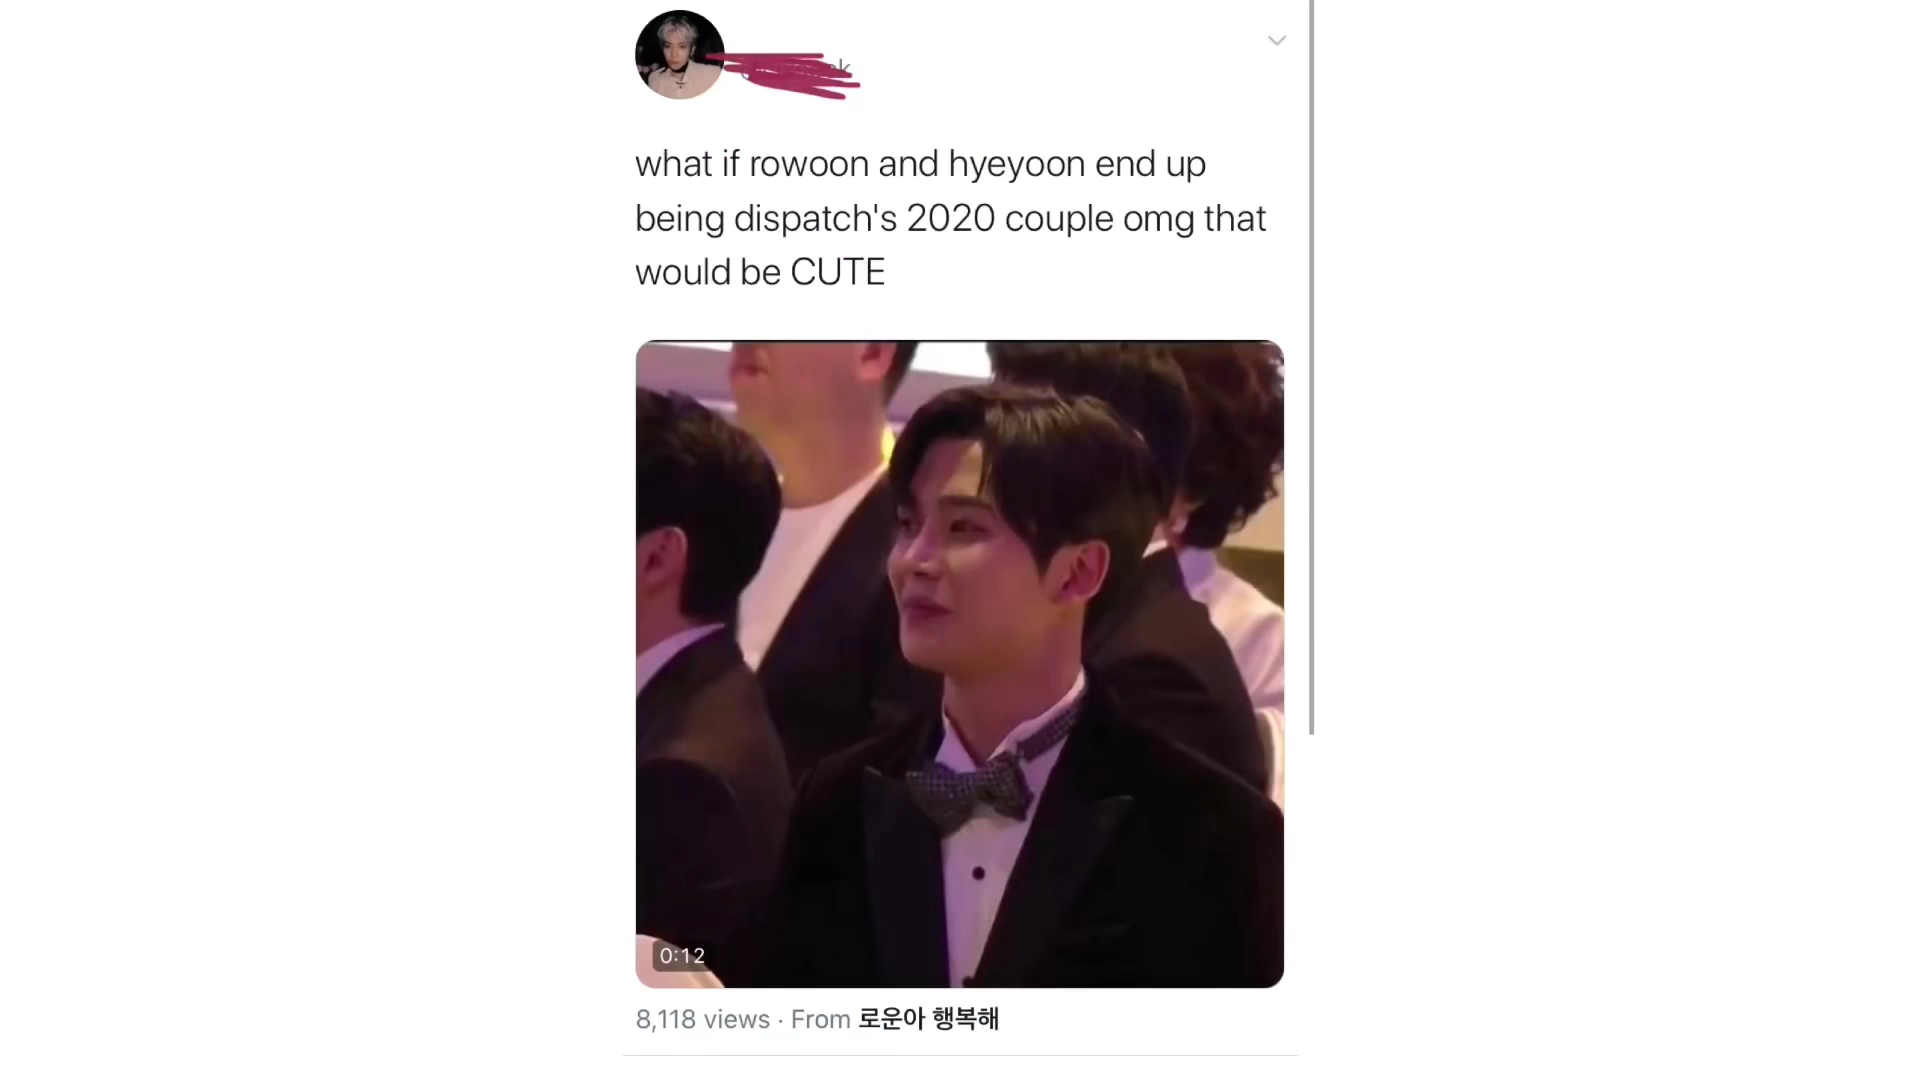 what if rowoon and hyeyoon end up
being dispatch's 2020 couple omg that
would be CUTE
0:12
8,118 views · From 로운아 행복해